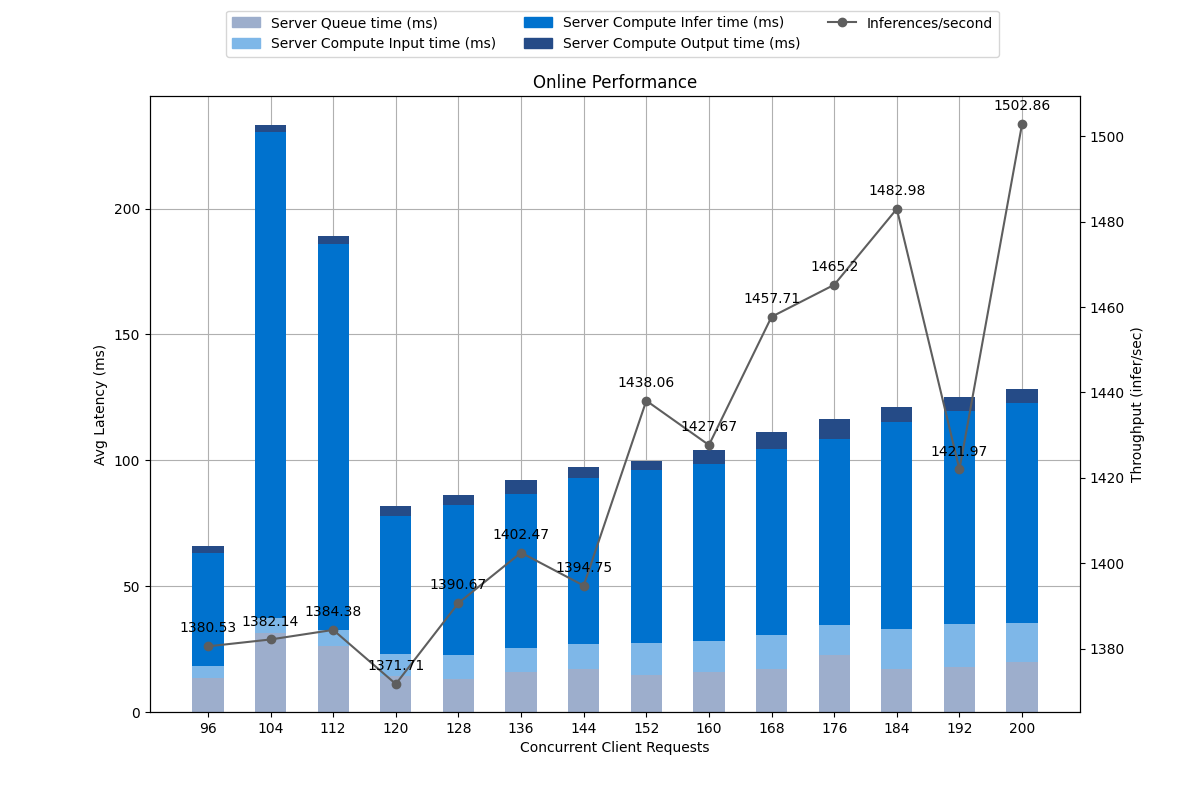 Server Queue time (ms)
Server Compute Input time (ms)
Server Compute Infer time (ms)
Server Compute Output time (ms)
Inferences/second
Online Performance
Avg Latency (ms)
200
150
100
50
0
1380.53
1382.14
1384.38
1371.71
1390.67
1402.47
1394.75
1438.06
1427.67
1457.71
1465.2
1482.98
1421.97
1502.86
1500
1480
1460
1440
1420
1400
1380
Throughput (infer/sec)
96 104 112 120 128 136 144 152 160 168 176 184 192 200
Concurrent Client Requests